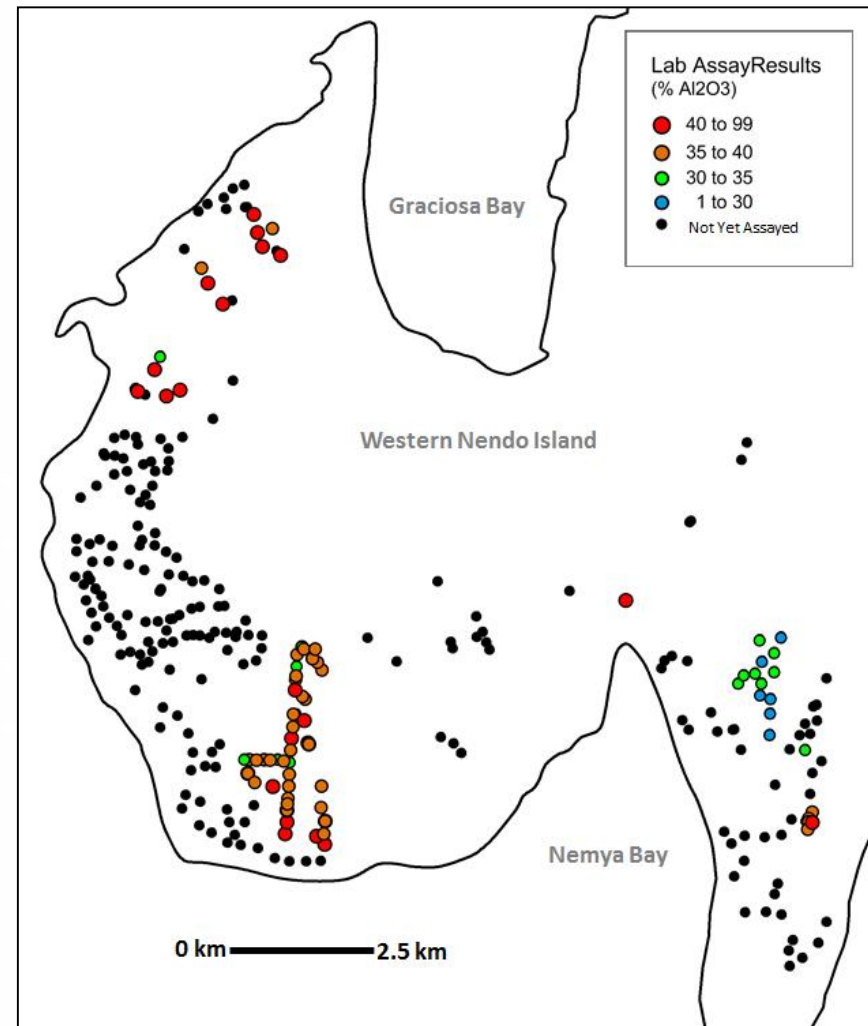 Lab AssayResults
(% Al2O3)
40 to 99
35 to 40
30 to 35
1 to 30
Not Yet Assayed
Graciosa Bay
Western Nendo Island
Nemya Bay
0 km 2.5 km